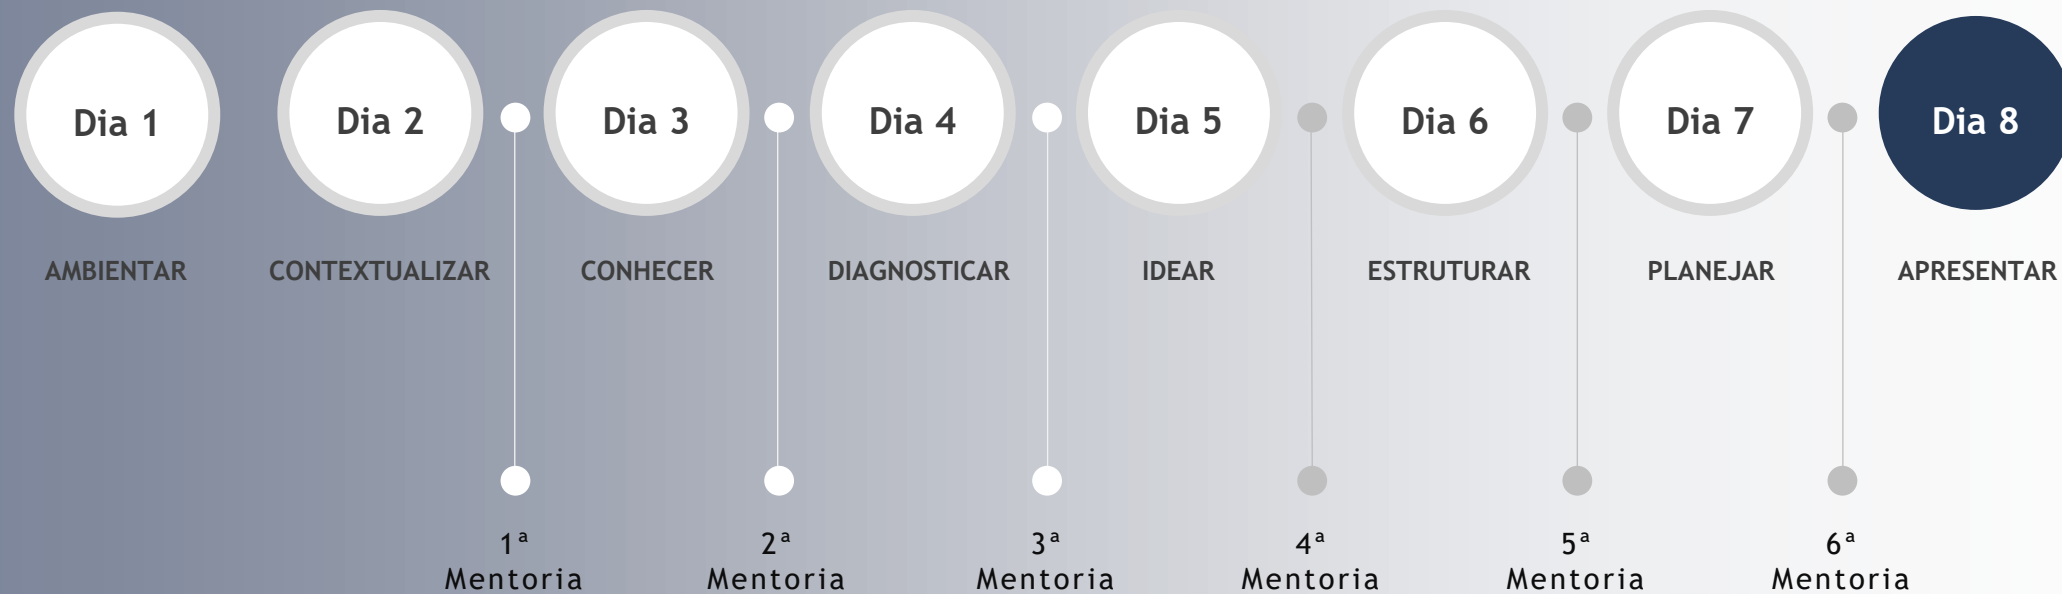 Dia 1
Dia 2
Dia 3
Dia 4
Dia 5
Dia 6
Dia 7
Dia 8
AMBIENTAR
CONTEXTUALIZAR
CONHECER
DIAGNOSTICAR
IDEAR
ESTRUTURAR
PLANEJAR
APRESENTAR
1ª
Mentoria
2ª
Mentoria
3ª
Mentoria
4ª
Mentoria
5ª
Mentoria
6ª
Mentoria